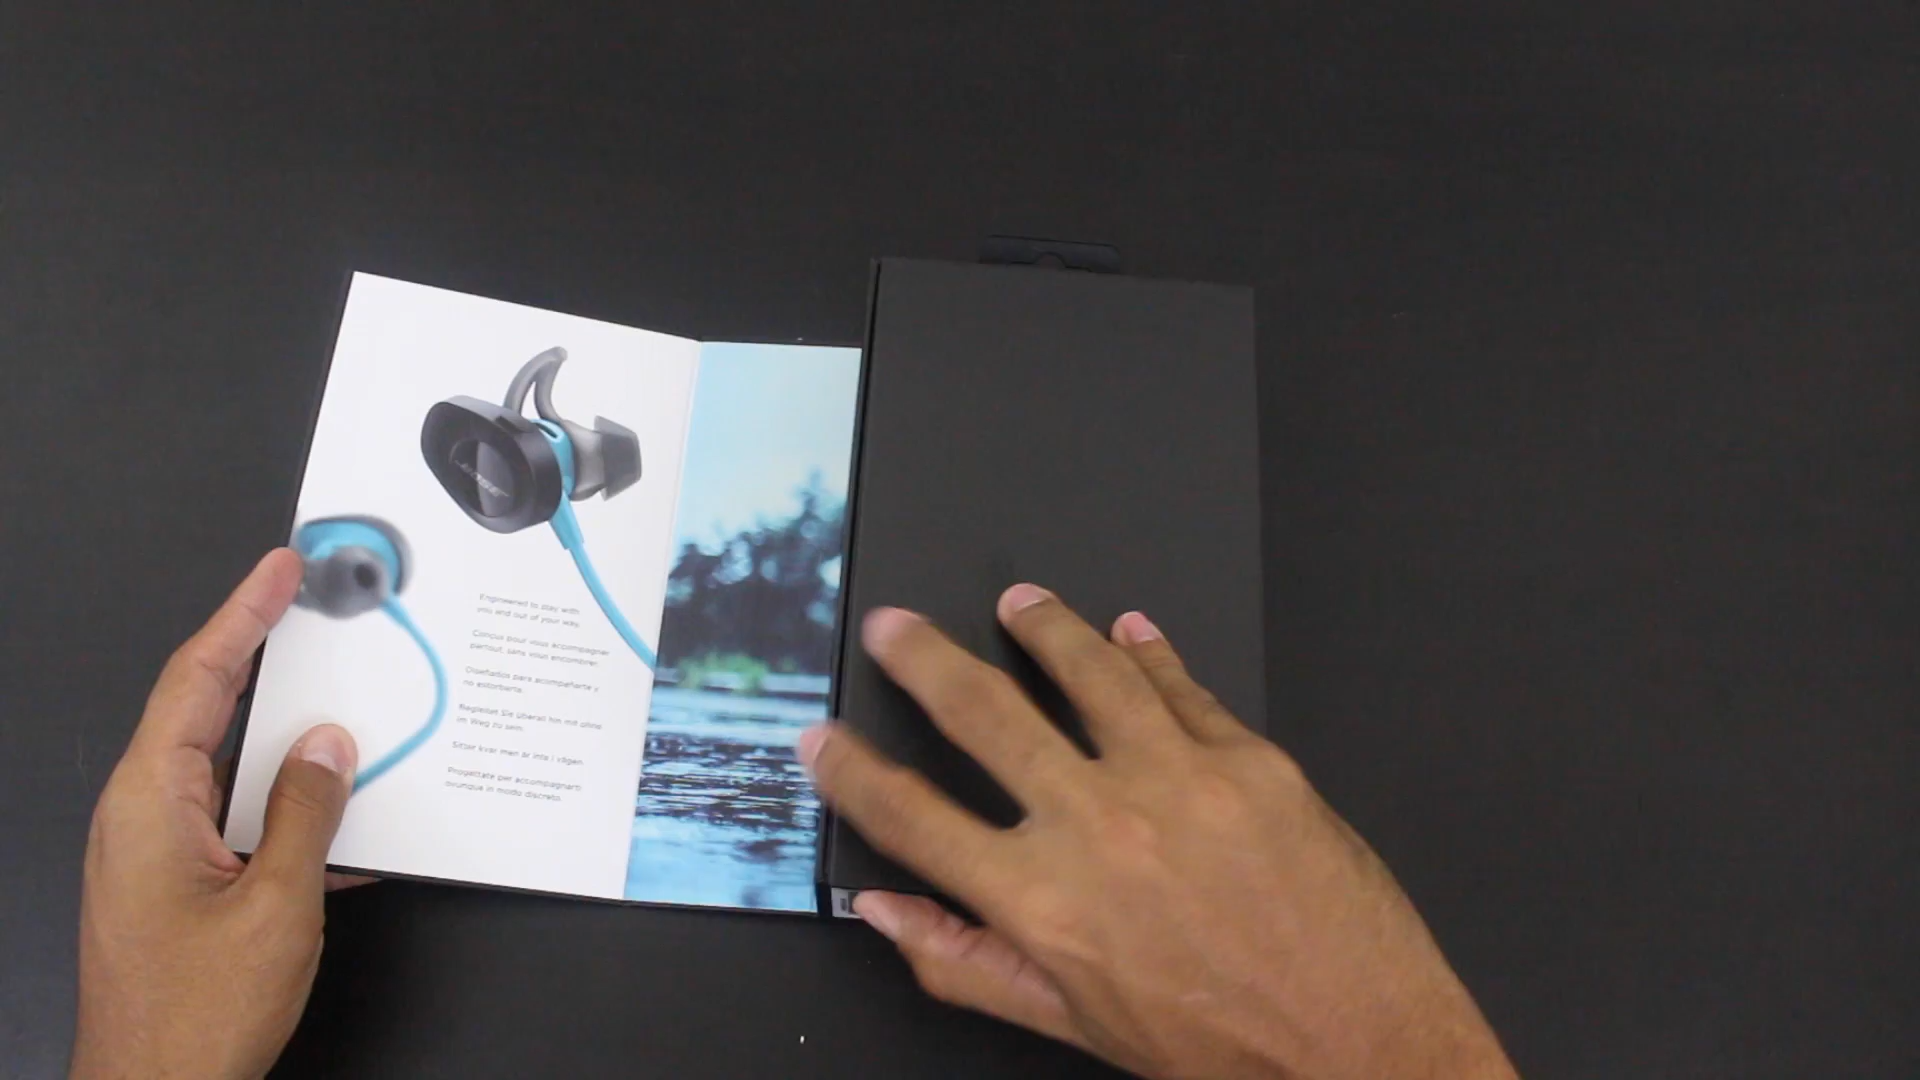 BOSE
Engineered to stay with
you and out of your way.
Concus pour vous accompagner
partout, sans vous encombrer.
Diseñados para acompañarte y
no estorbarte.
Begleiten Sie überall hin mit ohne
im Weg zu sein.
Sitter kvar men är inte i vägen.
Progettate per accompagnarti
ovunque in modo discreto.